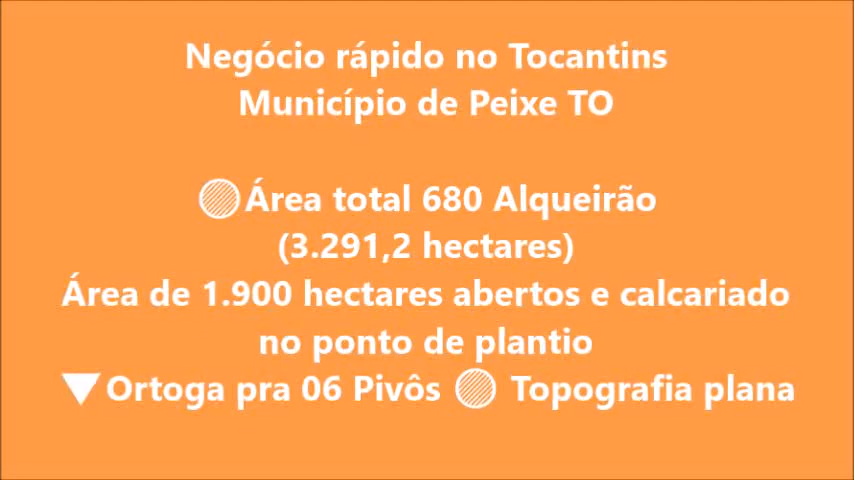 Negócio rápido no Tocantins
Município de Peixe TO
Área total 680 Alqueirão
(3.291,2 hectares)
Área de 1.900 hectares abertos e calcariado
no ponto de plantio
Ortoga pra 06 Pivôs Topografia plana